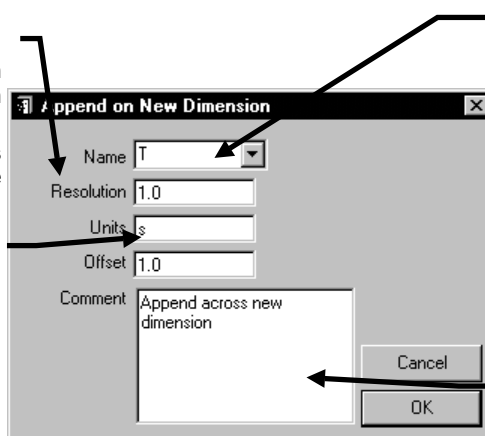 Append on New Dimension
Name T
Resolution 1.0
Units s
Offset 1.0
Comment Append across new
dimension
Cancel
OK